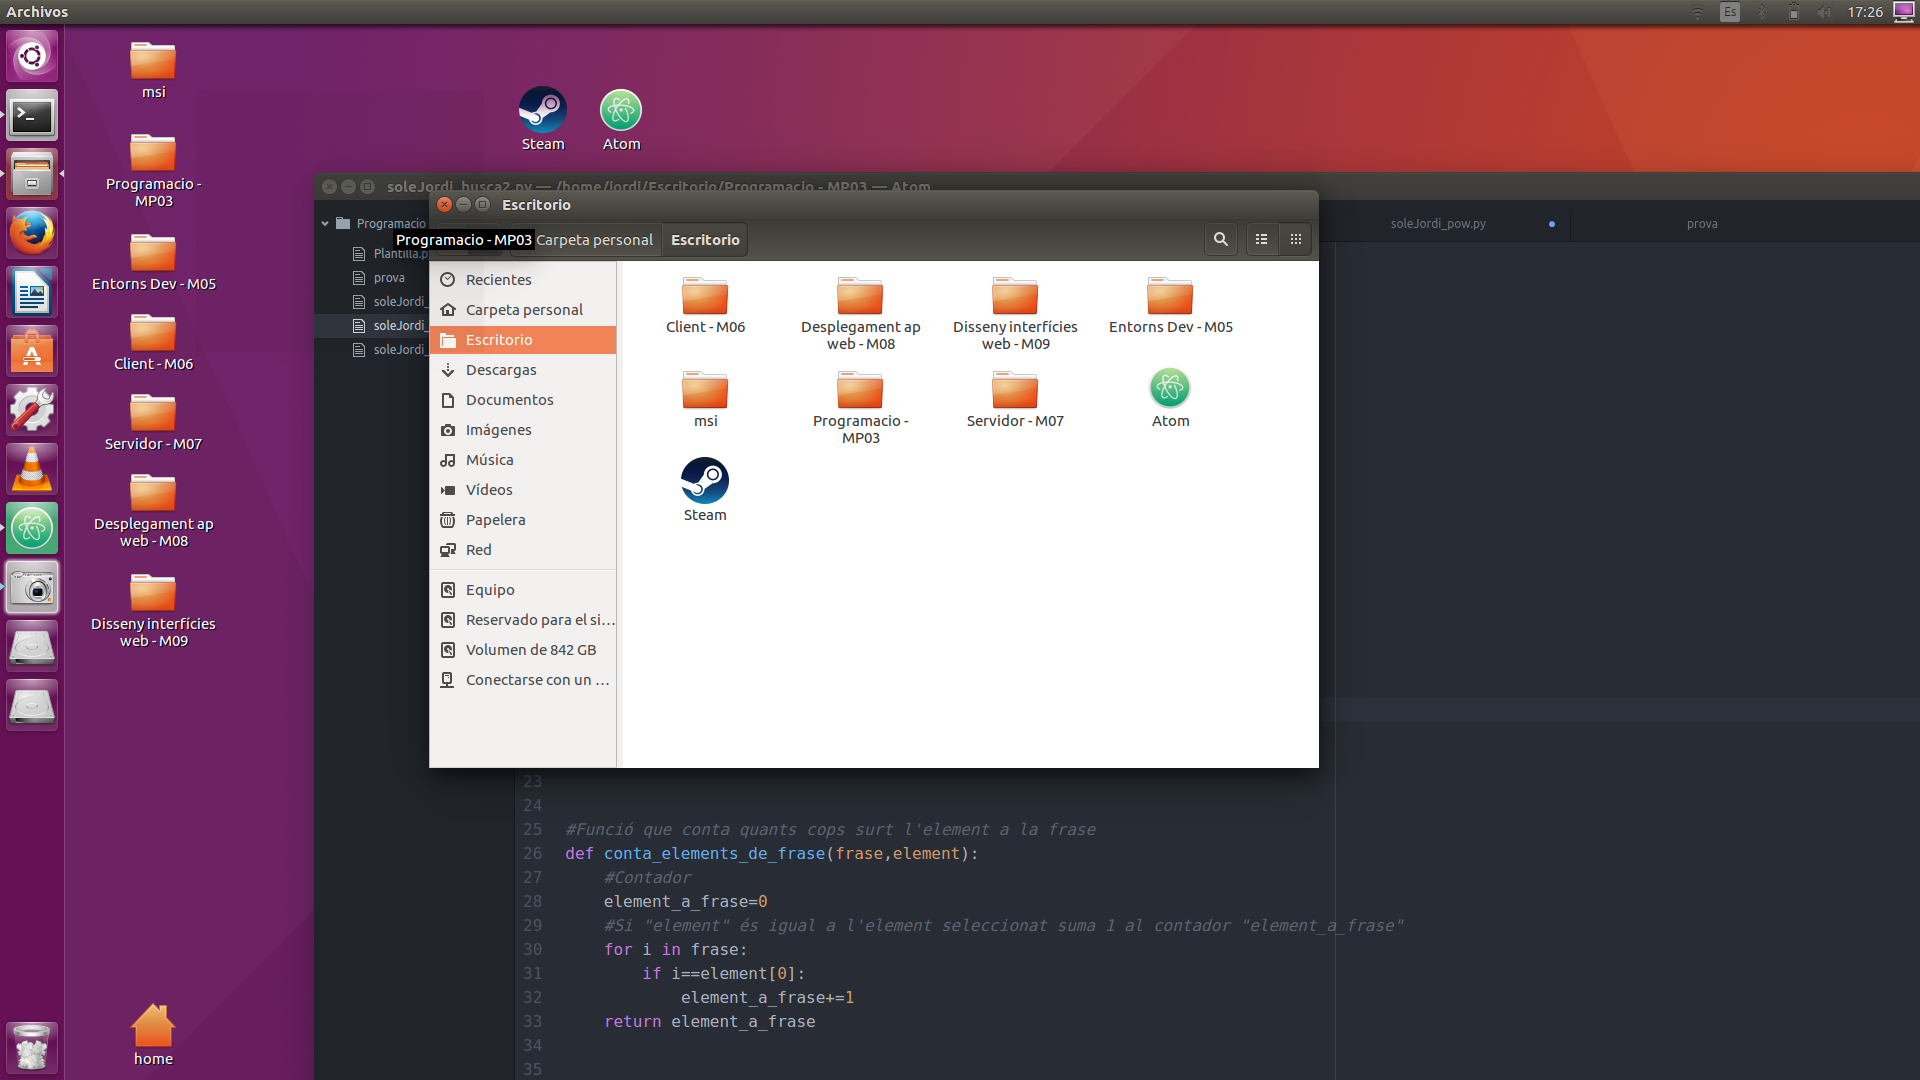 Archivos
Es
17:26
msi
Programacio -
MP03
Entorns Dev - M05
Client - M06
Servidor - M07
Desplegament ap
web - M08
Disseny interfícies
web - M09
home
Steam
Atom
soleJordi_busca2.py — /home/jordi/Escritorio/Programacio - MP03 — Atom
Programacio
Plantilla.p
prova
soleJordi_
soleJordi_
soleJordi_
soleJordi_pow.py
prova
Escritorio
Programacio - MP03
Carpeta personal
Escritorio
Recientes
Carpeta personal
Escritorio
Descargas
Documentos
Imágenes
Música
Vídeos
Papelera
Red
Equipo
Reservado para el si...
Volumen de 842 GB
Conectarse con un ...
Client - M06
Desplegament ap
web - M08
Disseny interfícies
web - M09
Entorns Dev - M05
msi
Programacio -
MP03
Servidor - M07
Atom
Steam
23
24
25 #Funció que conta quants cops surt l'element a la frase
26 def conta_elements_de_frase(frase,element):
27 #Contador
28 element_a_frase=0
29 #Si "element" és igual a l'element seleccionat suma 1 al contador "element_a_frase"
30 for i in frase:
31 if i==element[0]:
32 element_a_frase+=1
33 return element_a_frase
34
35